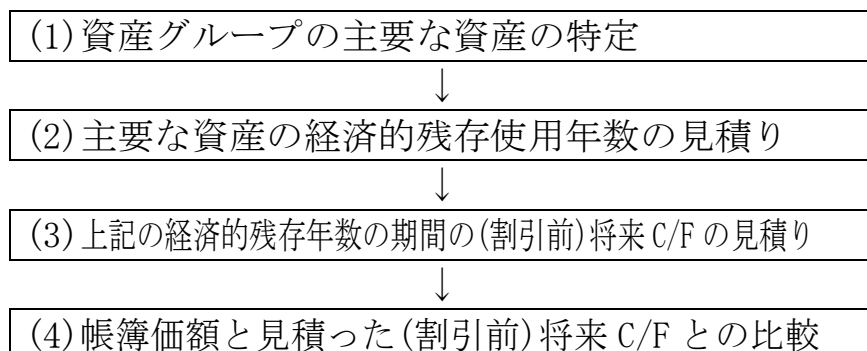 (1)資産グループの主要な資産の特定
↓
(2)主要な資産の経済的残存使用年数の見積り
↓
(3)上記の経済的残存年数の期間の(割引前)将来C/Fの見積り
↓
(4)帳簿価額と見積った(割引前)将来C/Fとの比較